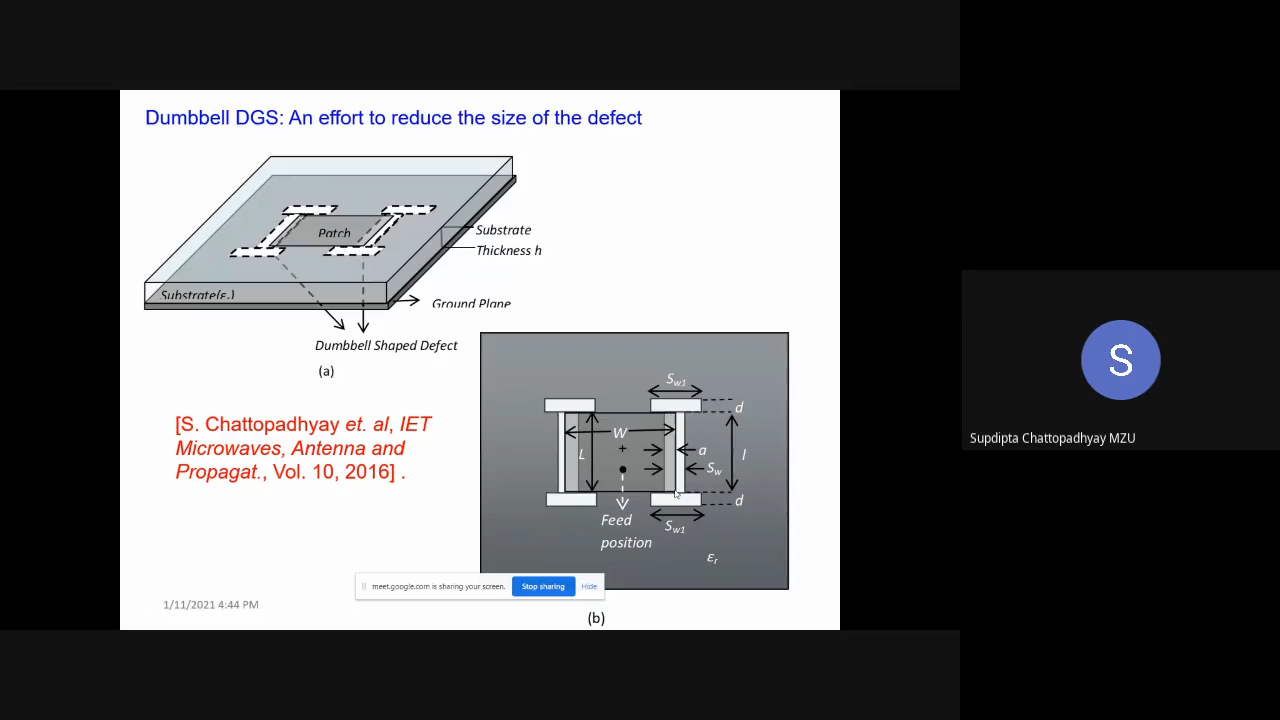 Dumbbell DGS: An effort to reduce the size of the defect
Patch
Substrate
Thickness h
Substrate(εr)
Ground Plane
Dumbbell Shaped Defect
(a)
[S. Chattopadhyay et. al, IET
Microwaves, Antenna and
Propagat., Vol. 10, 2016] .
Sw1
d
W
L
a
l
Sw
d
Feed
position
Sw1
εr
(b)
meet.google.com is sharing your screen.
Stop sharing
Hide
1/11/2021 4:44 PM
S
Supdipta Chattopadhyay MZU